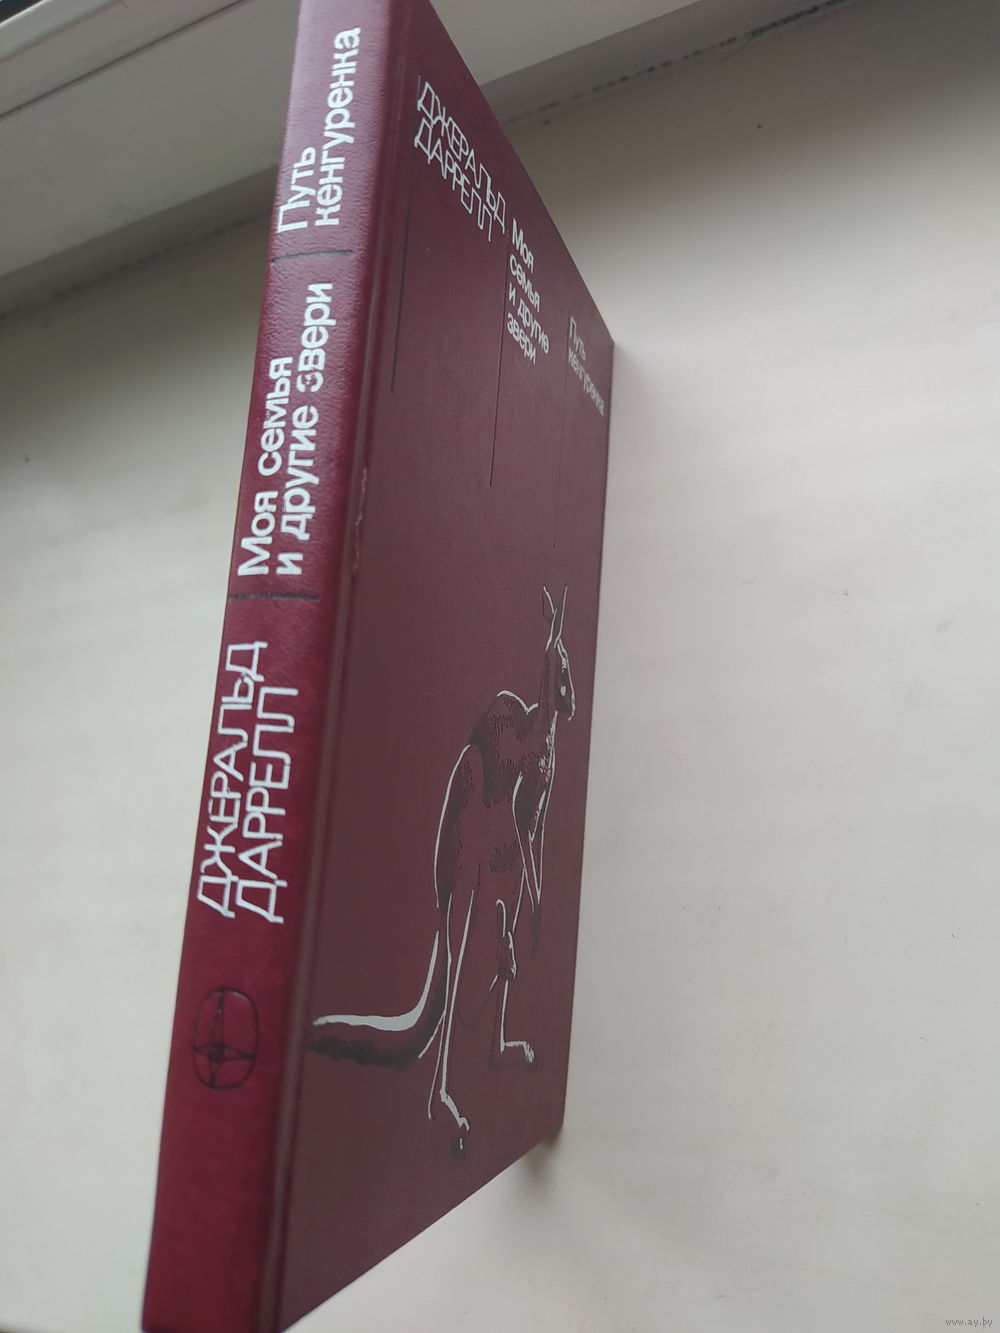 ДЖЕРАЛЬД
ДАРРЕЛЛ
Моя семья
и другие звери
Путь
кенгуренка
ДЖЕРАЛЬД
ДАРРЕЛЛ
Моя
семья
и другие
звери
Путь
кенгуренка
www.ay.by